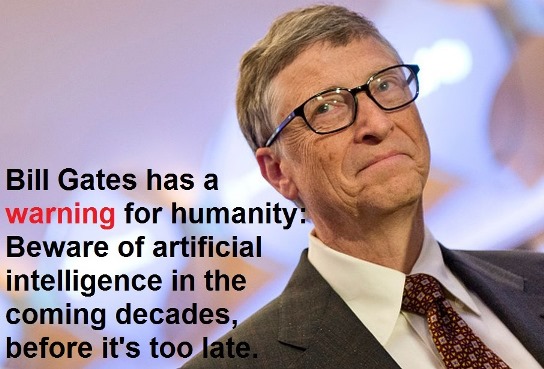 Bill Gates has a
warning for humanity:
Beware of artificial
intelligence in the
coming decades,
before it's too late.